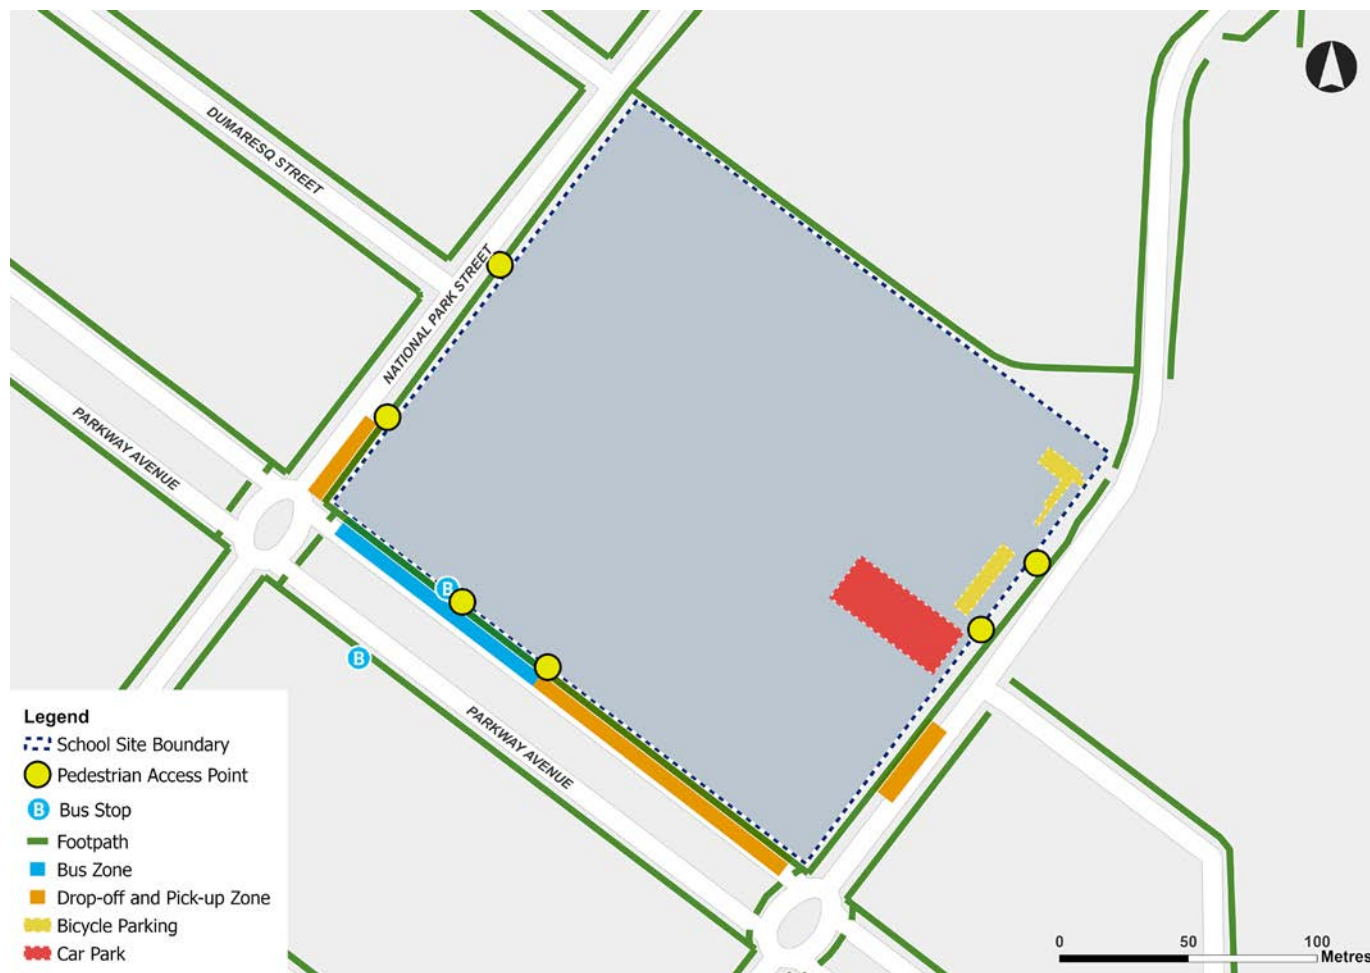 DUMARESQ STREET
NATIONAL PARK STREET
PARKWAY AVENUE
B
B
PARKWAY AVENUE
Legend
School Site Boundary
Pedestrian Access Point
B Bus Stop
Footpath
Bus Zone
Drop-off and Pick-up Zone
Bicycle Parking
Car Park
0 50 100
Metres